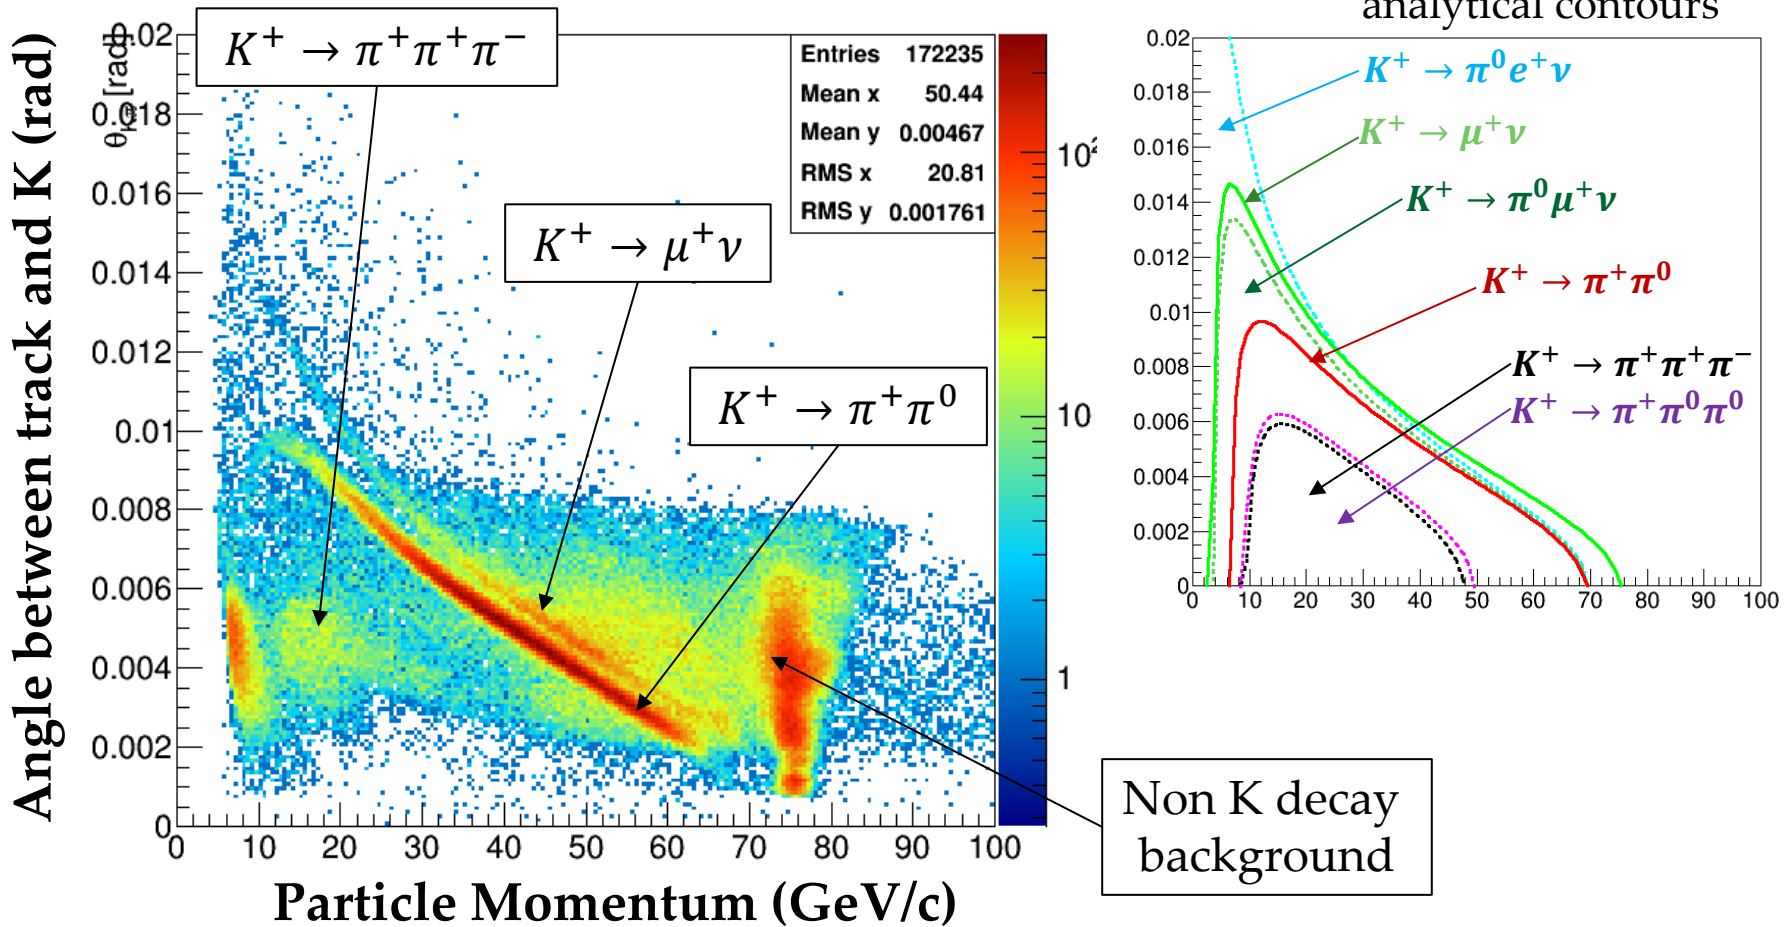 analytical contours
Angle between track and K (rad)
K⁺ → π⁺π⁺π⁻
K⁺ → μ⁺ν
K⁺ → π⁺π⁰
Entries 172235
Mean x 50.44
Mean y 0.00467
RMS x 20.81
RMS y 0.001761
[rad]
0.02
0.018
0.016
0.014
0.012
0.01
0.008
0.006
0.004
0.002
0
0 10 20 30 40 50 60 70 80 90 100
Particle Momentum (GeV/c)
10²
10
1
Non K decay
background
K⁺ → π⁰e⁺ν
K⁺ → μ⁺ν
K⁺ → π⁰μ⁺ν
K⁺ → π⁺π⁰
K⁺ → π⁺π⁺π⁻
K⁺ → π⁺π⁰π⁰
0.02
0.018
0.016
0.014
0.012
0.01
0.008
0.006
0.004
0.002
0
0 10 20 30 40 50 60 70 80 90 100